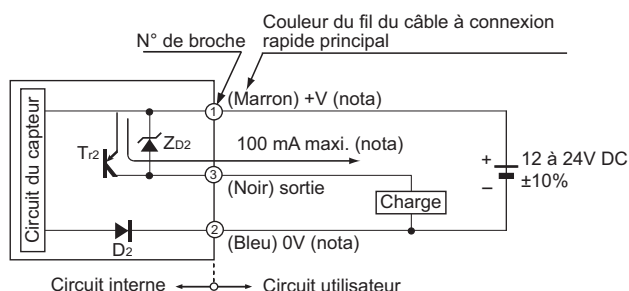 Couleur du fil du câble à connexion
rapide principal
N° de broche
(Marron) +V (nota)
1
Circuit du capteur
Tr2
ZD2
100 mA maxi. (nota)
3
(Noir) sortie
Charge
+
12 à 24V DC
±10%
−
D2
2
(Bleu) 0V (nota)
Circuit interne
Circuit utilisateur